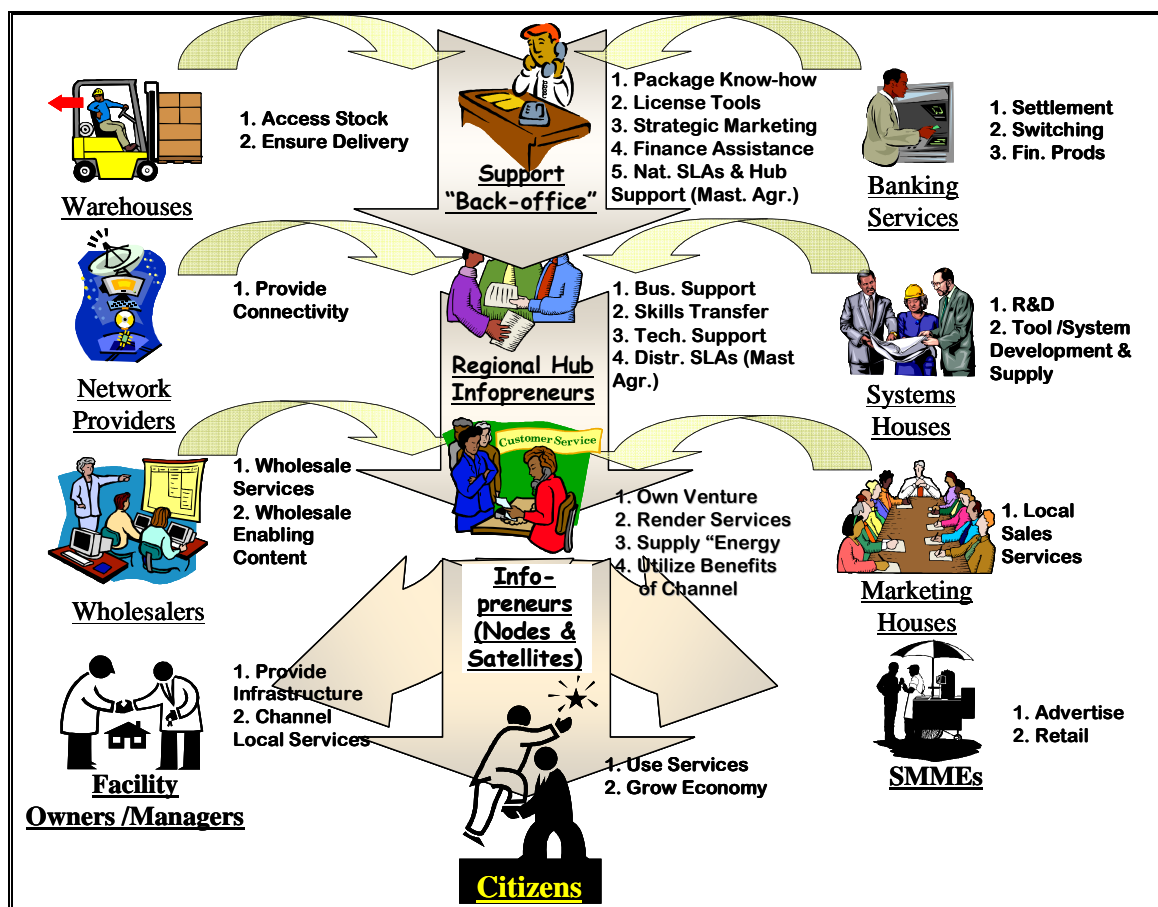 1. Access Stock
2. Ensure Delivery
Warehouses
Support
“Back-office”
1. Package Know-how
2. License Tools
3. Strategic Marketing
4. Finance Assistance
5. Nat. SLAs & Hub
Support (Mast. Agr.)
1. Settlement
2. Switching
3. Fin. Prods
Banking
Services
1. Provide
Connectivity
Network
Providers
Regional Hub
Infopreneurs
1. Bus. Support
2. Skills Transfer
3. Tech. Support
4. Distr. SLAs (Mast
Agr.)
1. R&D
2. Tool /System
Development &
Supply
Systems
Houses
Customer Service
1. Wholesale
Services
2. Wholesale
Enabling
Content
Wholesalers
1. Own Venture
2. Render Services
3. Supply “Energy
4. Utilize Benefits
of Channel
1. Local
Sales
Services
Marketing
Houses
Info-
preneurs
(Nodes &
Satellites)
1. Provide
Infrastructure
2. Channel
Local Services
Facility
Owners /Managers
1. Advertise
2. Retail
SMMEs
1. Use Services
2. Grow Economy
Citizens